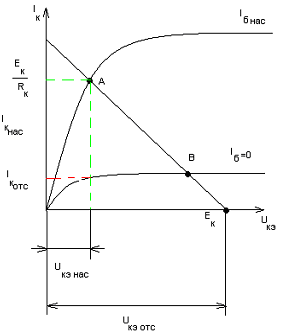 Iк
Iб нас
Eк
Rк
A
Iк нас
B
Iб=0
Iк отс
Eк
Uкэ
Uкэ нас
Uкэ отс